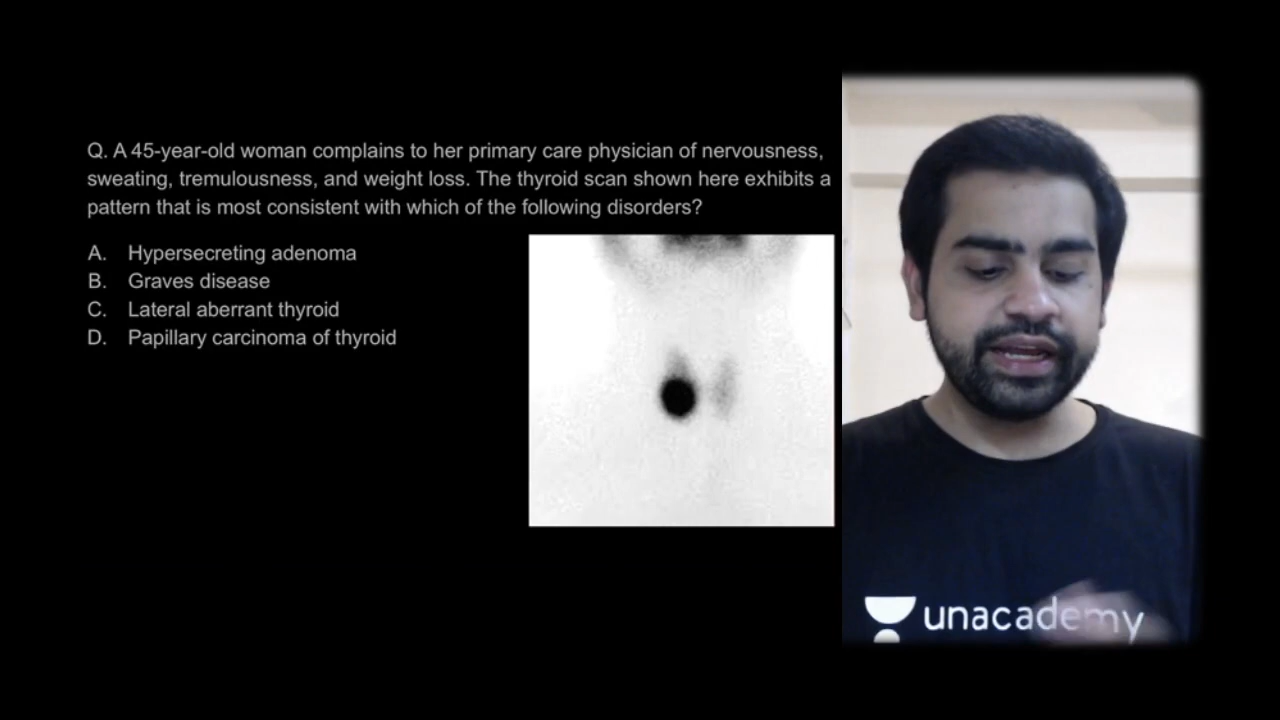 Q. A 45-year-old woman complains to her primary care physician of nervousness,
sweating, tremulousness, and weight loss. The thyroid scan shown here exhibits a
pattern that is most consistent with which of the following disorders?
A. Hypersecreting adenoma
B. Graves disease
C. Lateral aberrant thyroid
D. Papillary carcinoma of thyroid
unacademy